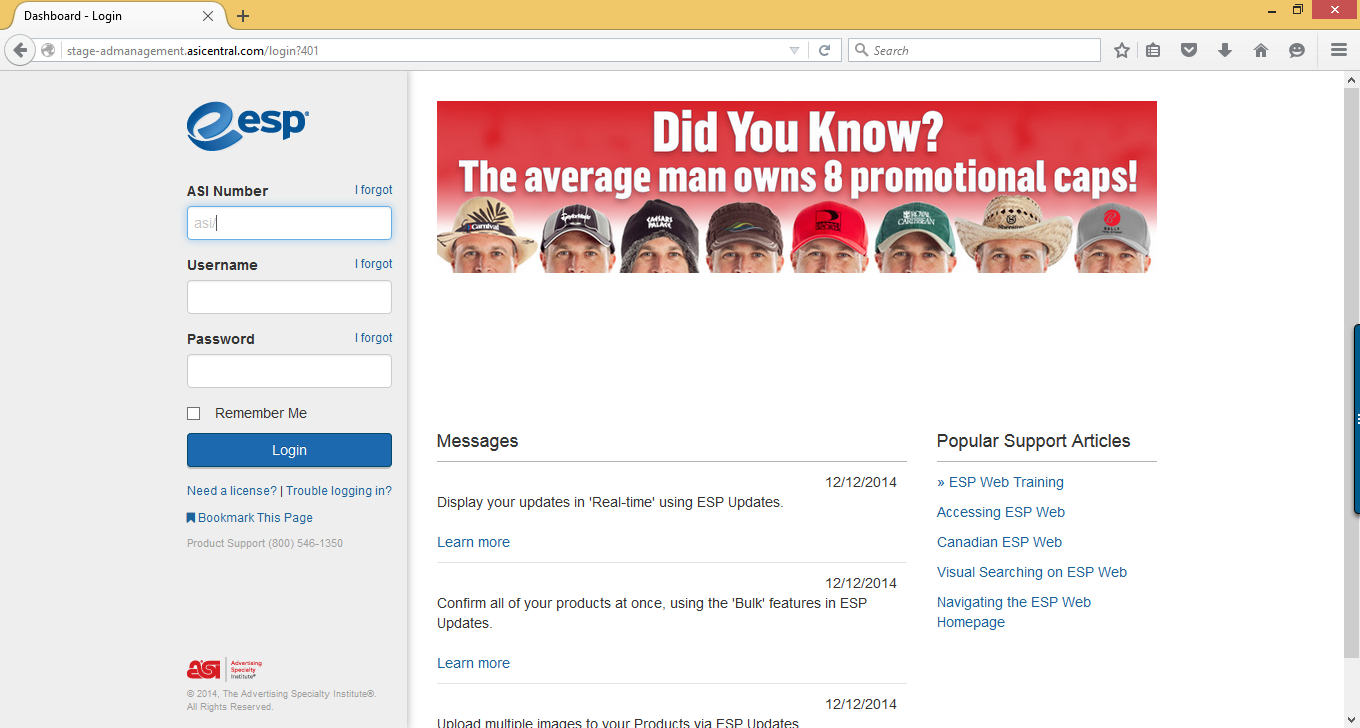 Dashboard - Login
stage-admanagement.asicentral.com/login?401
Search
esp
ASI Number
I forgot
asi/
Username
I forgot
Password
I forgot
Remember Me
Login
Need a license? | Trouble logging in?
Bookmark This Page
Product Support (800) 546-1350
asi Advertising
Specialty
Institute®
© 2014, The Advertising Specialty Institute®.
All Rights Reserved.
Did You Know?
The average man owns 8 promotional caps!
Carnival
TaylorMade
CAESARS
PALACE
ROYAL
CARIBBEAN
Sheraton
BALLY
Messages
12/12/2014
Display your updates in 'Real-time' using ESP Updates.
Learn more
12/12/2014
Confirm all of your products at once, using the 'Bulk' features in ESP
Updates.
Learn more
12/12/2014
Upload multiple images to your Products via ESP Updates
Popular Support Articles
» ESP Web Training
Accessing ESP Web
Canadian ESP Web
Visual Searching on ESP Web
Navigating the ESP Web
Homepage